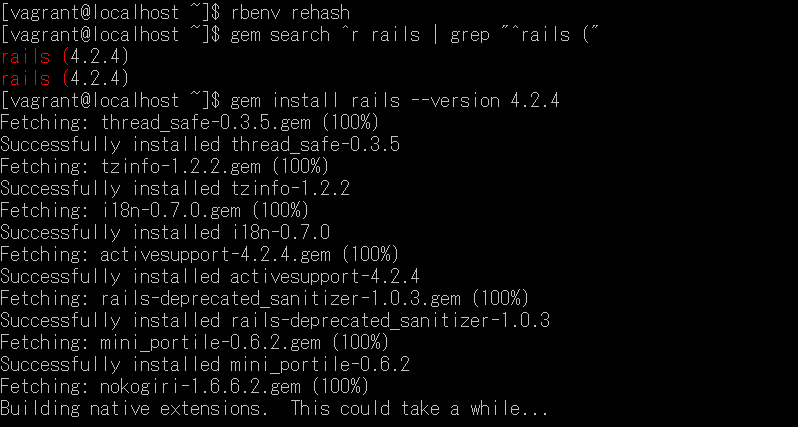 [vagrant@localhost ~]$ rbenv rehash
[vagrant@localhost ~]$ gem search ^r rails | grep "^rails ("
rails (4.2.4)
rails (4.2.4)
[vagrant@localhost ~]$ gem install rails --version 4.2.4
Fetching: thread_safe-0.3.5.gem (100%)
Successfully installed thread_safe-0.3.5
Fetching: tzinfo-1.2.2.gem (100%)
Successfully installed tzinfo-1.2.2
Fetching: i18n-0.7.0.gem (100%)
Successfully installed i18n-0.7.0
Fetching: activesupport-4.2.4.gem (100%)
Successfully installed activesupport-4.2.4
Fetching: rails-deprecated_sanitizer-1.0.3.gem (100%)
Successfully installed rails-deprecated_sanitizer-1.0.3
Fetching: mini_portile-0.6.2.gem (100%)
Successfully installed mini_portile-0.6.2
Fetching: nokogiri-1.6.6.2.gem (100%)
Building native extensions.  This could take a while...